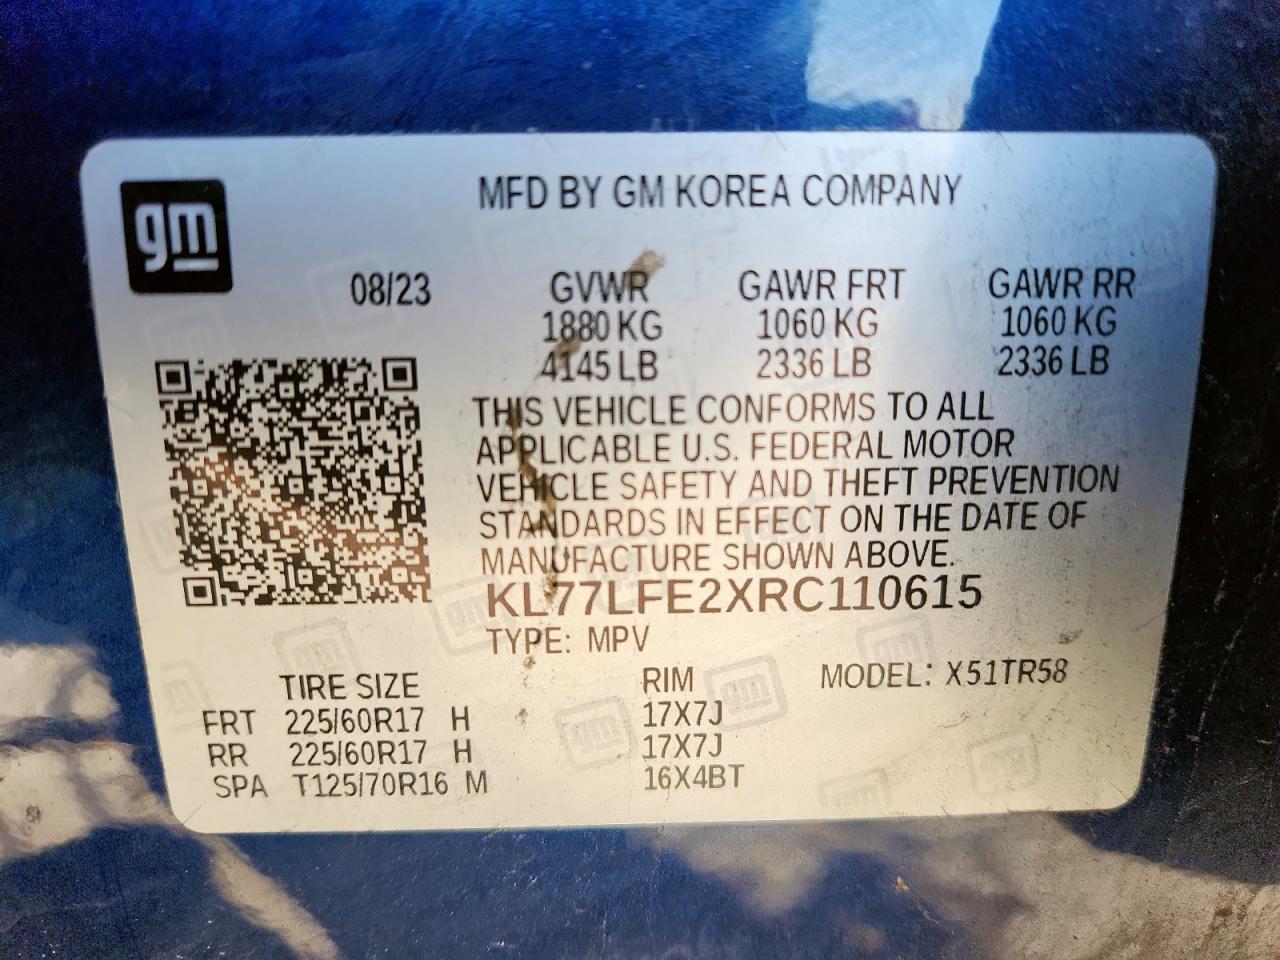 gm
MFD BY GM KOREA COMPANY
08/23 GVWR GAWR FRT GAWR RR
1880 KG 1060 KG 1060 KG
4145 LB 2336 LB 2336 LB
THIS VEHICLE CONFORMS TO ALL
APPLICABLE U.S. FEDERAL MOTOR
VEHICLE SAFETY AND THEFT PREVENTION
STANDARDS IN EFFECT ON THE DATE OF
MANUFACTURE SHOWN ABOVE.
KL77LFE2XRC110615
TYPE: MPV
TIRE SIZE RIM MODEL: X51TR58
FRT 225/60R17 H 17X7J
RR 225/60R17 H 17X7J
SPA T125/70R16 M 16X4BT